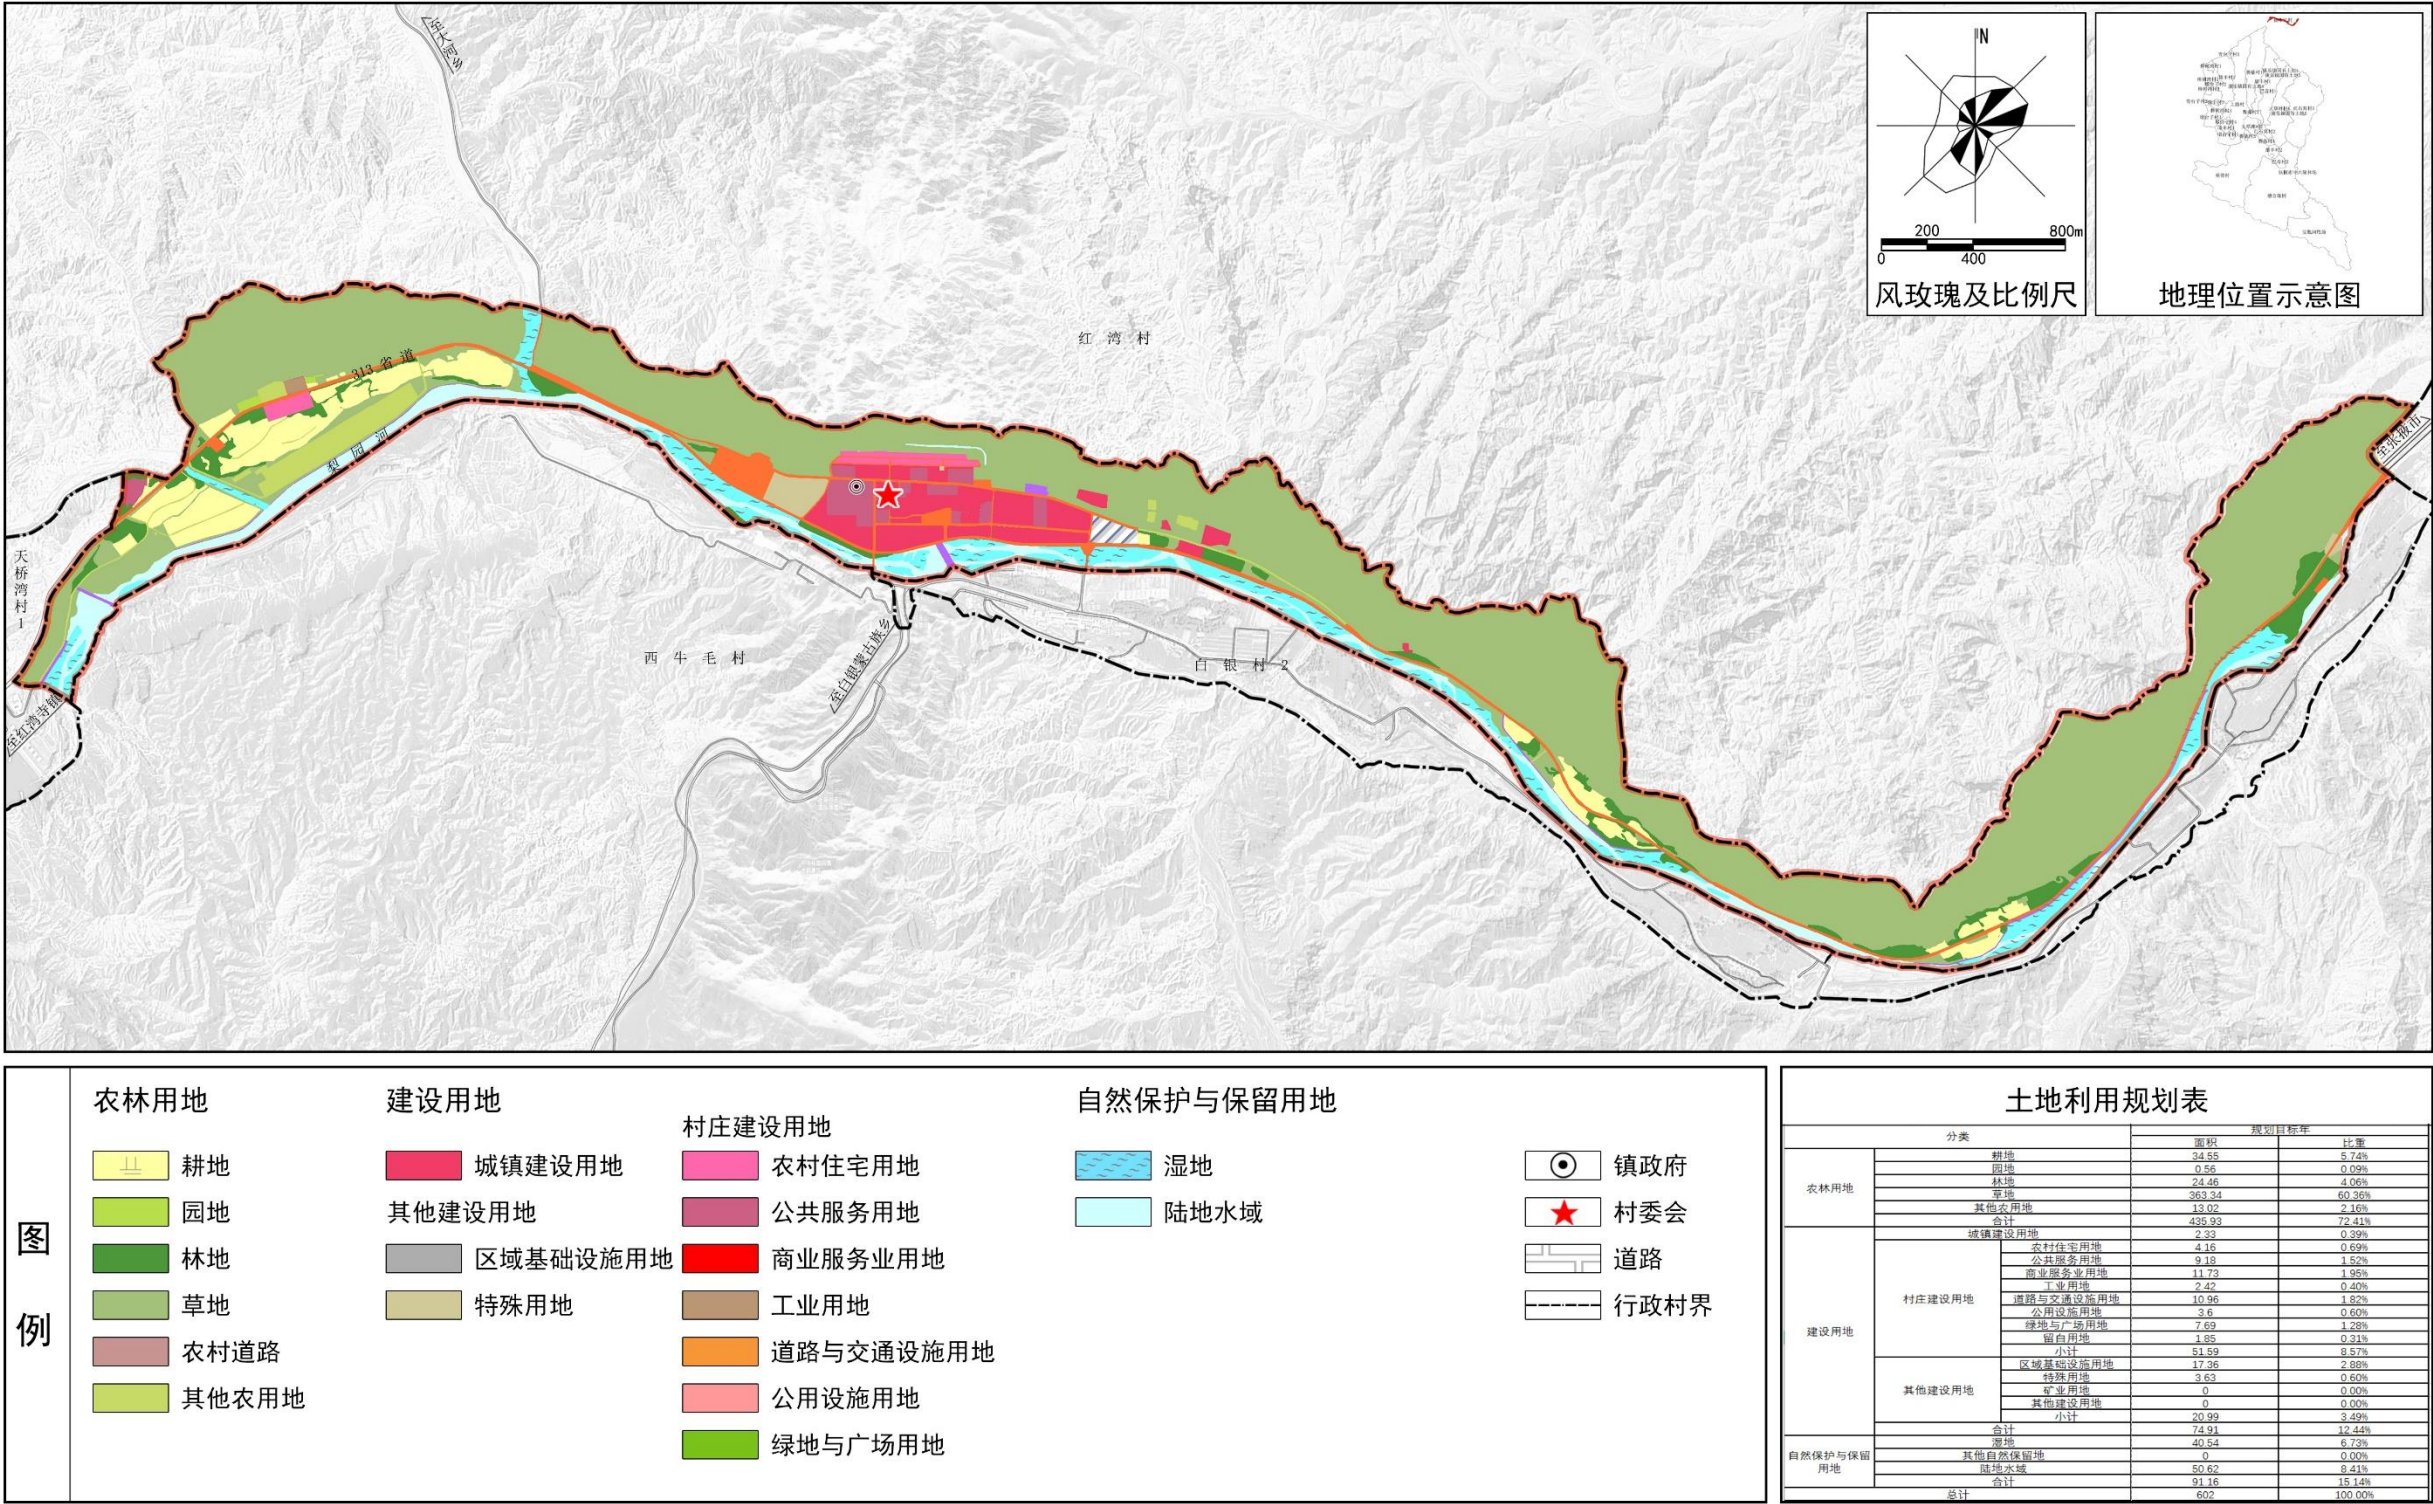 至大河乡
N
200 800m
0 400
风玫瑰及比例尺
地理位置示意图
红湾村
313省道
梨园河
至张掖市
天桥湾村1
西牛毛村
至白银蒙古族乡
白银村2
至红湾寺镇
图例
农林用地
耕地
园地
林地
草地
农村道路
其他农用地
建设用地
城镇建设用地
其他建设用地
区域基础设施用地
特殊用地
村庄建设用地
农村住宅用地
公共服务用地
商业服务业用地
工业用地
道路与交通设施用地
公用设施用地
绿地与广场用地
自然保护与保留用地
湿地
陆地水域
镇政府
村委会
道路
行政村界
土地利用规划表
分类 规划目标年
面积 比重
农林用地
耕地 34.55 5.74%
园地 0.56 0.09%
林地 24.46 4.06%
草地 363.34 60.36%
其他农用地 13.02 2.16%
合计 435.93 72.41%
建设用地
城镇建设用地 2.33 0.39%
村庄建设用地
农村住宅用地 4.16 0.69%
公共服务用地 9.18 1.52%
商业服务业用地 11.73 1.95%
工业用地 2.42 0.40%
道路与交通设施用地 10.96 1.82%
公用设施用地 3.6 0.60%
绿地与广场用地 7.69 1.28%
留白用地 1.85 0.31%
小计 51.59 8.57%
其他建设用地
区域基础设施用地 17.36 2.88%
特殊用地 3.63 0.60%
矿业用地 0 0.00%
其他建设用地 0 0.00%
小计 20.99 3.49%
合计 74.91 12.44%
自然保护与保留用地
湿地 40.54 6.73%
其他自然保留地 0 0.00%
陆地水域 50.62 8.41%
合计 91.16 15.14%
总计 602 100.00%